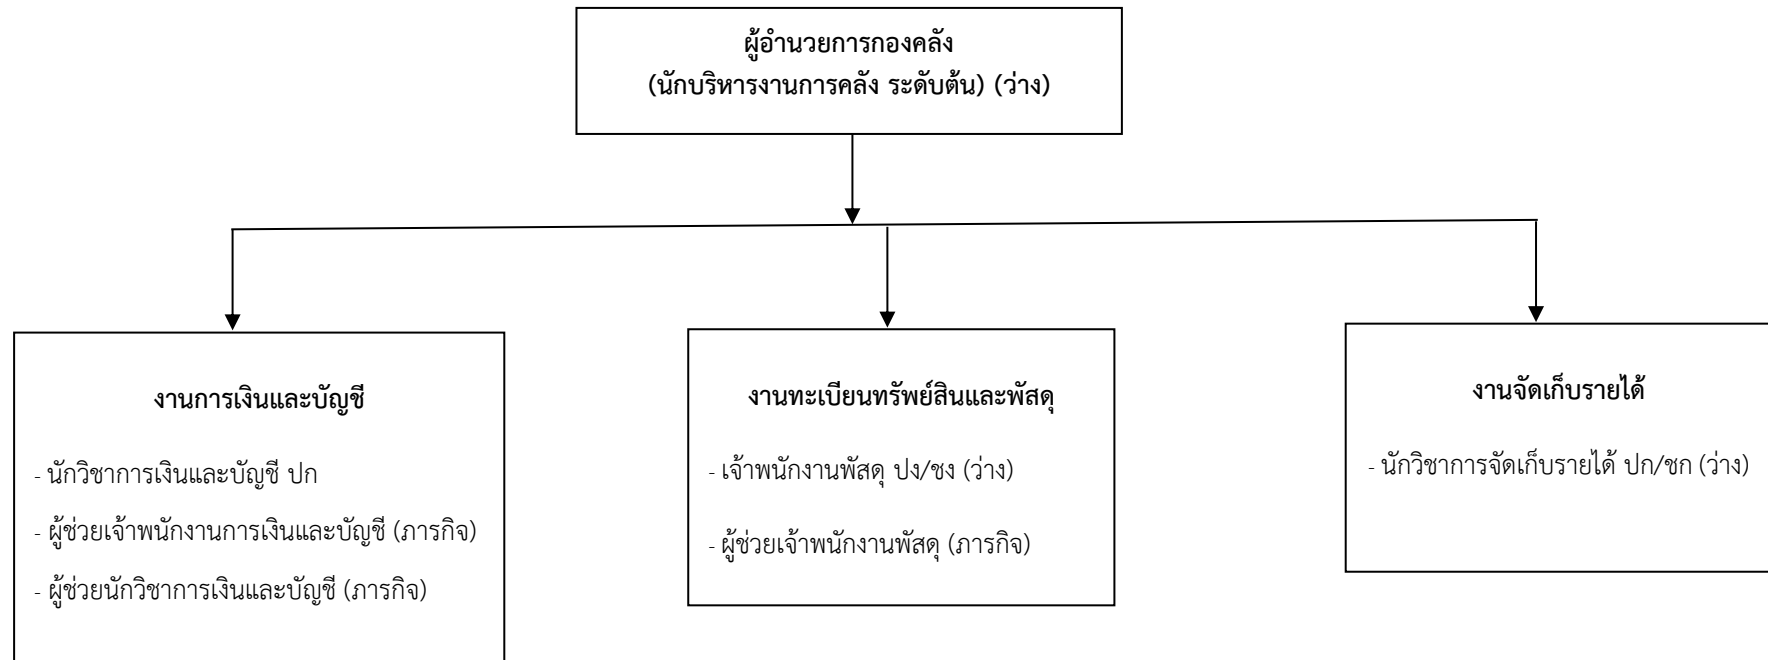 ผู้อำนวยการกองคลัง
(นักบริหารงานการคลัง ระดับต้น) (ว่าง)
งานการเงินและบัญชี
- นักวิชาการเงินและบัญชี ปก
- ผู้ช่วยเจ้าพนักงานการเงินและบัญชี (ภารกิจ)
- ผู้ช่วยนักวิชาการเงินและบัญชี (ภารกิจ)
งานทะเบียนทรัพย์สินและพัสดุ
- เจ้าพนักงานพัสดุ ปง/ชง (ว่าง)
- ผู้ช่วยเจ้าพนักงานพัสดุ (ภารกิจ)
งานจัดเก็บรายได้
- นักวิชาการจัดเก็บรายได้ ปก/ชก (ว่าง)